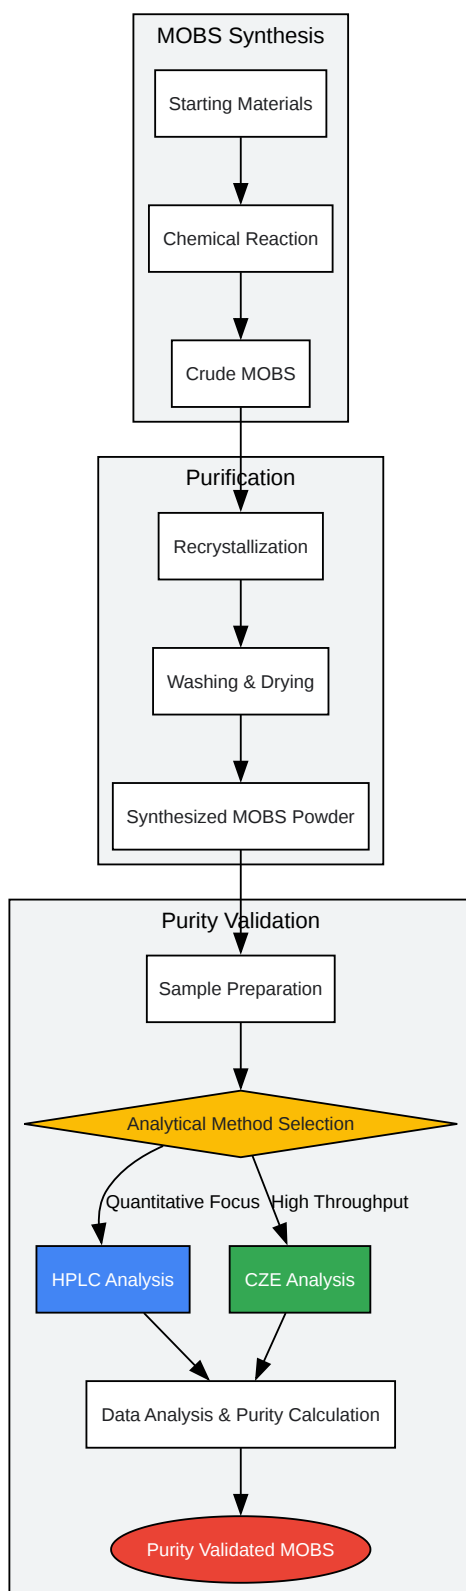 MOBS Synthesis
Starting Materials
Chemical Reaction
Crude MOBS
Purification
Recrystallization
Washing & Drying
Synthesized MOBS Powder
Purity Validation
Sample Preparation
Analytical Method Selection
Quantitative Focus
High Throughput
HPLC Analysis
CZE Analysis
Data Analysis & Purity Calculation
Purity Validated MOBS